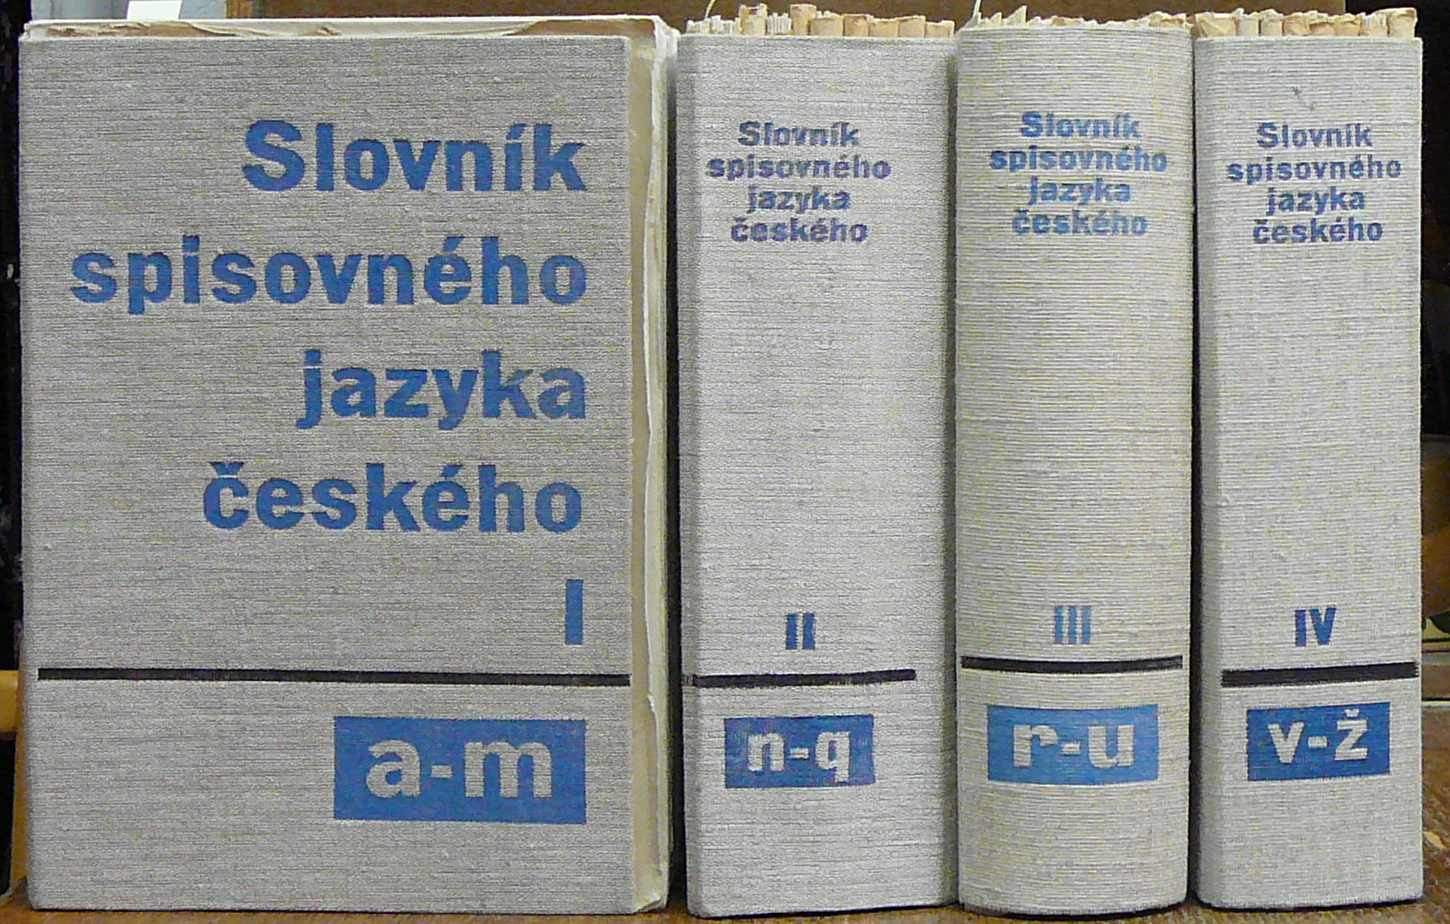 Slovník
spisovného
jazyka
českého
I
a-m
Slovník
spisovného
jazyka
českého
II
n-q
Slovník
spisovného
jazyka
českého
III
r-u
Slovník
spisovného
jazyka
českého
IV
v-ž